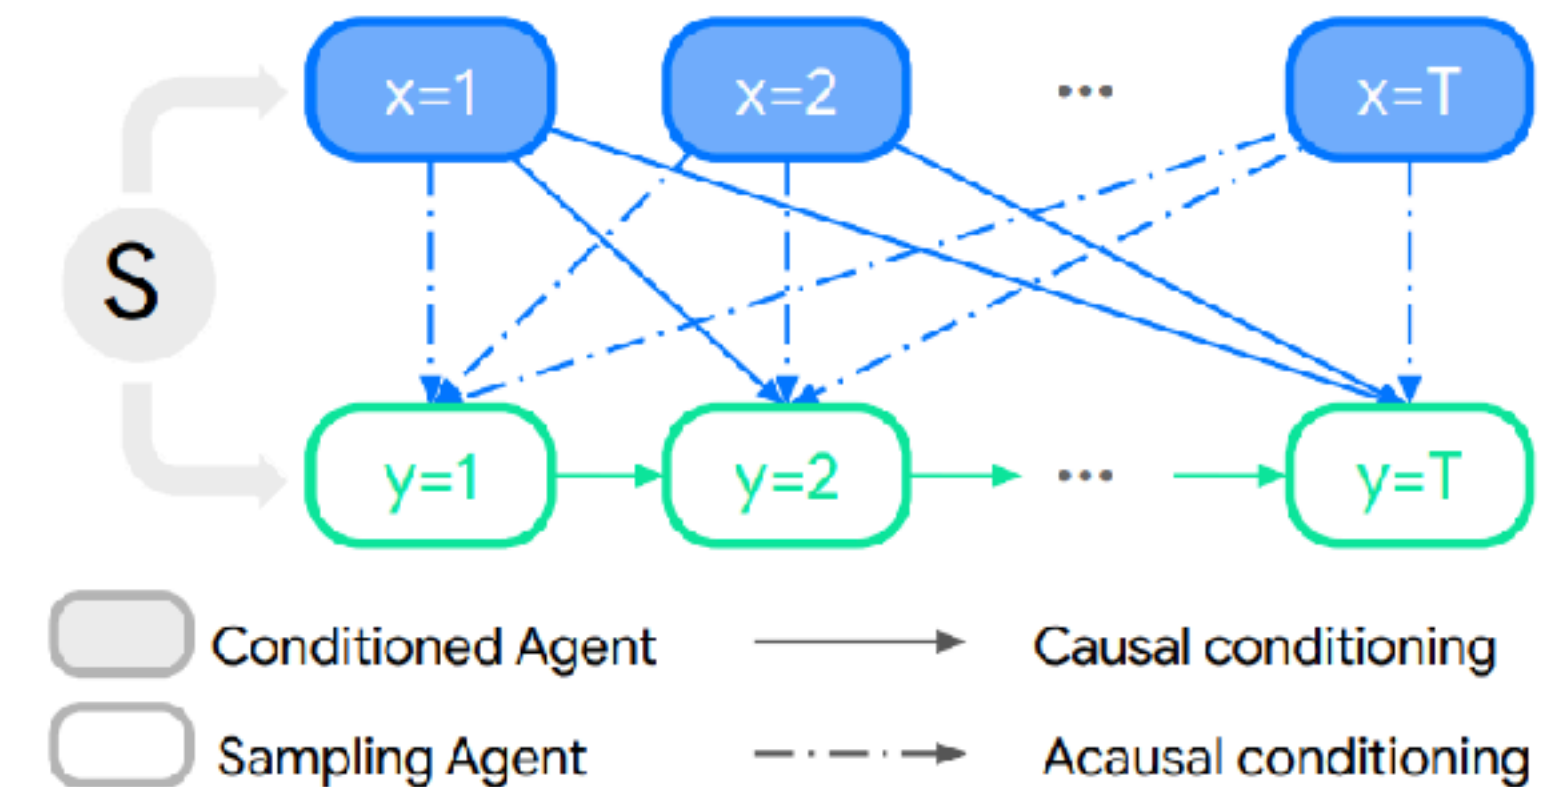 x=1 x=2 ... x=T
S
y=1 y=2 ... y=T
Conditioned Agent Causal conditioning
Sampling Agent Acausal conditioning